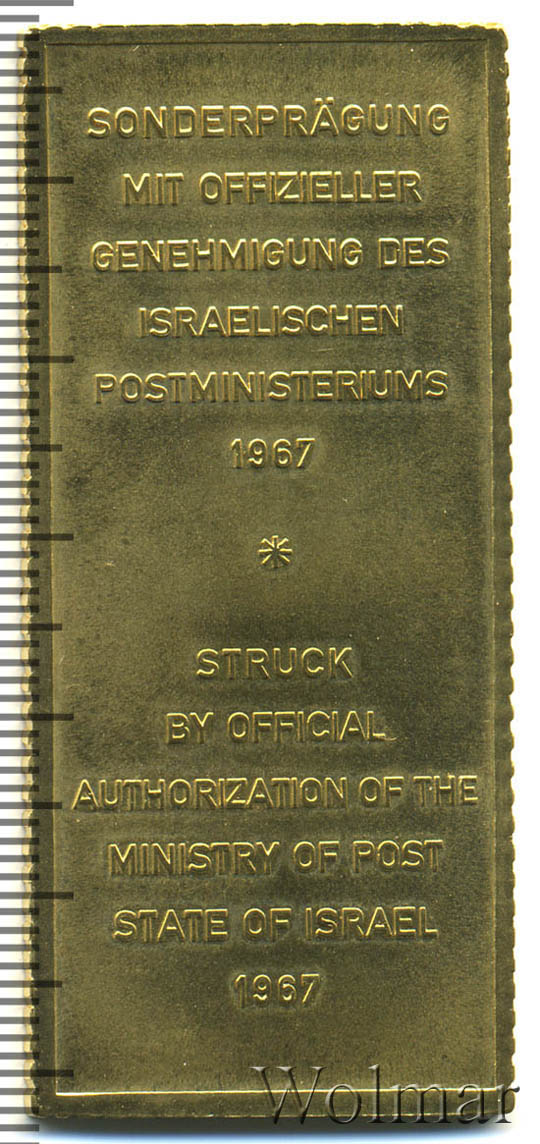 SONDERPRÄGUNG
MIT OFFIZIELLER
GENEHMIGUNG DES
ISRAELISCHEN
POSTMINISTERIUMS
1967
*
STRUCK
BY OFFICIAL
AUTHORIZATION OF THE
MINISTRY OF POST
STATE OF ISRAEL
1967
Wolmar